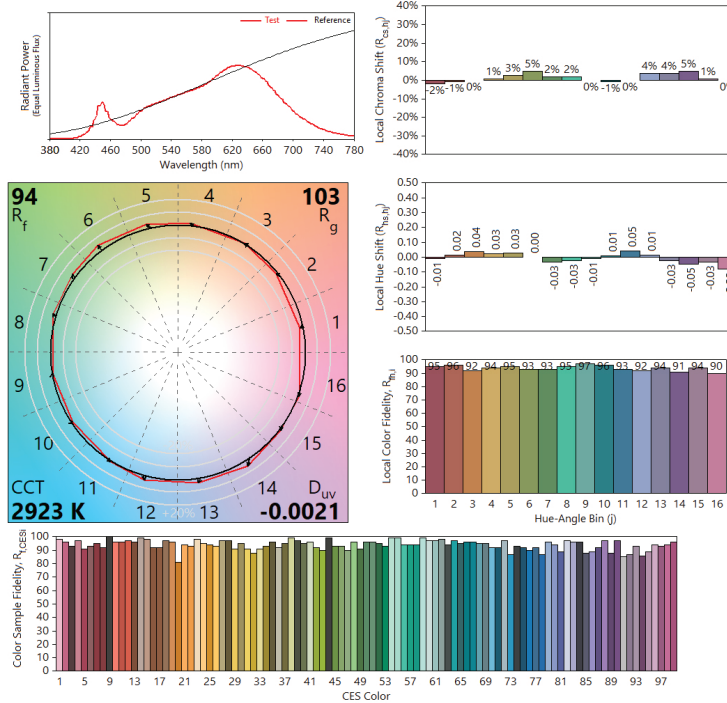 Test
Reference
Radiant Power
(Equal Luminous Flux)
380 420 460 500 540 580 620 660 700 740 780
Wavelength (nm)
Local Chroma Shift (Rcs,hj)
40%
30%
20%
10%
0%
-10%
-20%
-30%
-40%
-2% -1% 0% 1% 3% 5% 2% 2% 0% -1% 0% 4% 4% 5% 1%
94
Rf
103
Rg
CCT
2923 K
Duv
-0.0021
+20%
1
2
3
4
5
6
7
8
9
10
11
12
13
14
15
16
Local Hue Shift (Rhs,hj)
0.50
0.40
0.30
0.20
0.10
0.00
-0.10
-0.20
-0.30
-0.40
-0.50
-0.01 0.02 0.04 0.03 0.03 0.00 -0.03 -0.03 -0.01 0.01 0.05 0.01 -0.03 -0.05 -0.03
Local Color Fidelity, Rfh,i
100
90
80
70
60
50
40
30
20
10
0
95 96 92 94 95 93 93 95 97 96 93 92 94 91 94 90
1 2 3 4 5 6 7 8 9 10 11 12 13 14 15 16
Hue-Angle Bin (j)
Color Sample Fidelity, Rf,CESi
100
90
80
70
60
50
40
30
20
10
0
1 5 9 13 17 21 25 29 33 37 41 45 49 53 57 61 65 69 73 77 81 85 89 93 97
CES Color